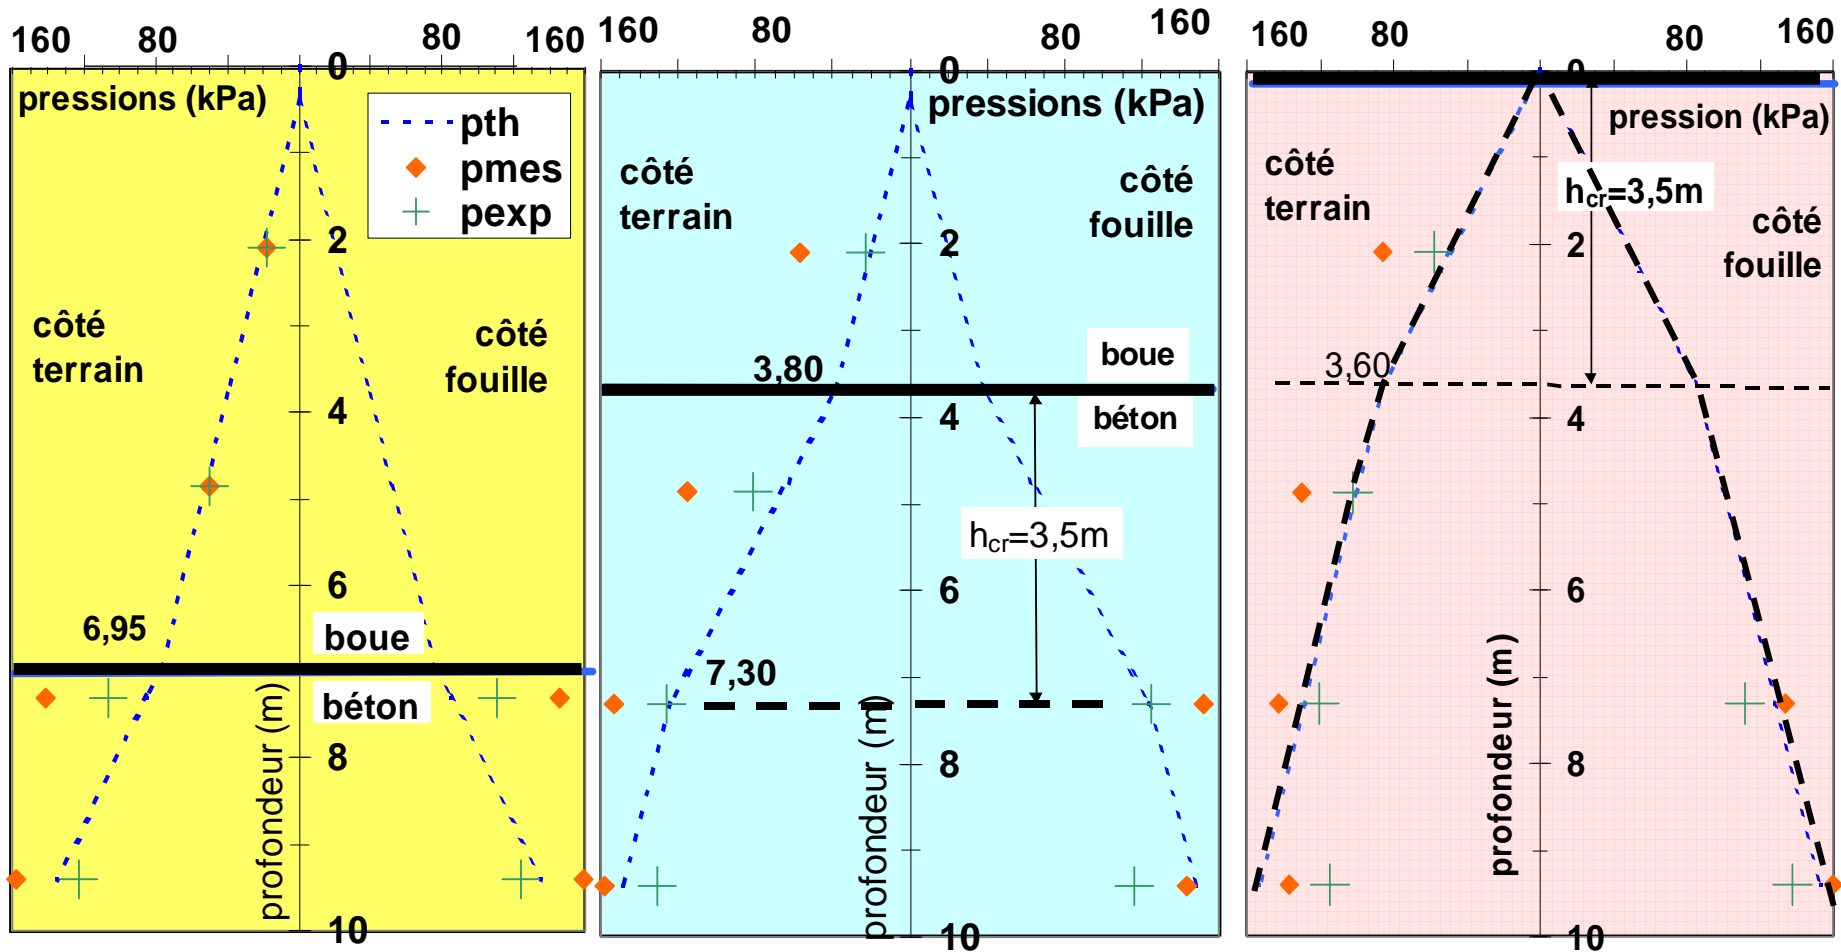 160 80 80 160
0
pressions (kPa)
pth
pmes
pexp
2
côté
terrain
côté
fouille
4
6
6,95
boue
béton
profondeur (m)
8
10
160 80 80 160
0
pressions (kPa)
côté
terrain
côté
fouille
2
boue
3,80
béton
4
hcr=3,5m
6
7,30
profondeur (m)
8
10
160 80 80 160
0
pression (kPa)
côté
terrain
hcr=3,5m
côté
fouille
2
3,60
4
6
profondeur (m)
8
10